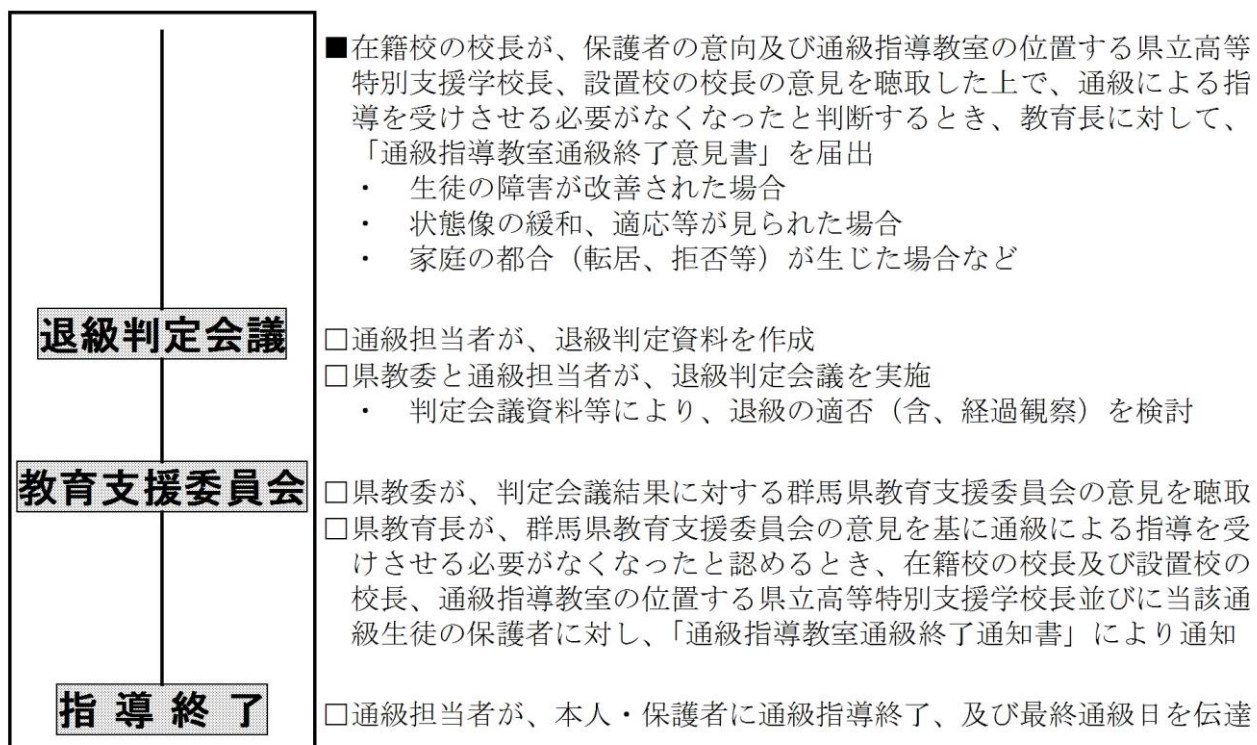 ■在籍校の校長が、保護者の意向及び通級指導教室の位置する県立高等
特別支援学校長、設置校の校長の意見を聴取した上で、通級による指
導を受けさせる必要がなくなったと判断するとき、教育長に対して、
「通級指導教室通級終了意見書」を届出
・ 生徒の障害が改善された場合
・ 状態像の緩和、適応等が見られた場合
・ 家庭の都合（転居、拒否等）が生じた場合など
退級判定会議
□通級担当者が、退級判定資料を作成
□県教委と通級担当者が、退級判定会議を実施
・ 判定会議資料等により、退級の適否（含、経過観察）を検討
教育支援委員会
□県教委が、判定会議結果に対する群馬県教育支援委員会の意見を聴取
□県教育長が、群馬県教育支援委員会の意見を基に通級による指導を受
けさせる必要がなくなったと認めるとき、在籍校の校長及び設置校の
校長、通級指導教室の位置する県立高等特別支援学校長並びに当該通
級生徒の保護者に対し、「通級指導教室通級終了通知書」により通知
指 導 終 了
□通級担当者が、本人・保護者に通級指導終了、及び最終通級日を伝達